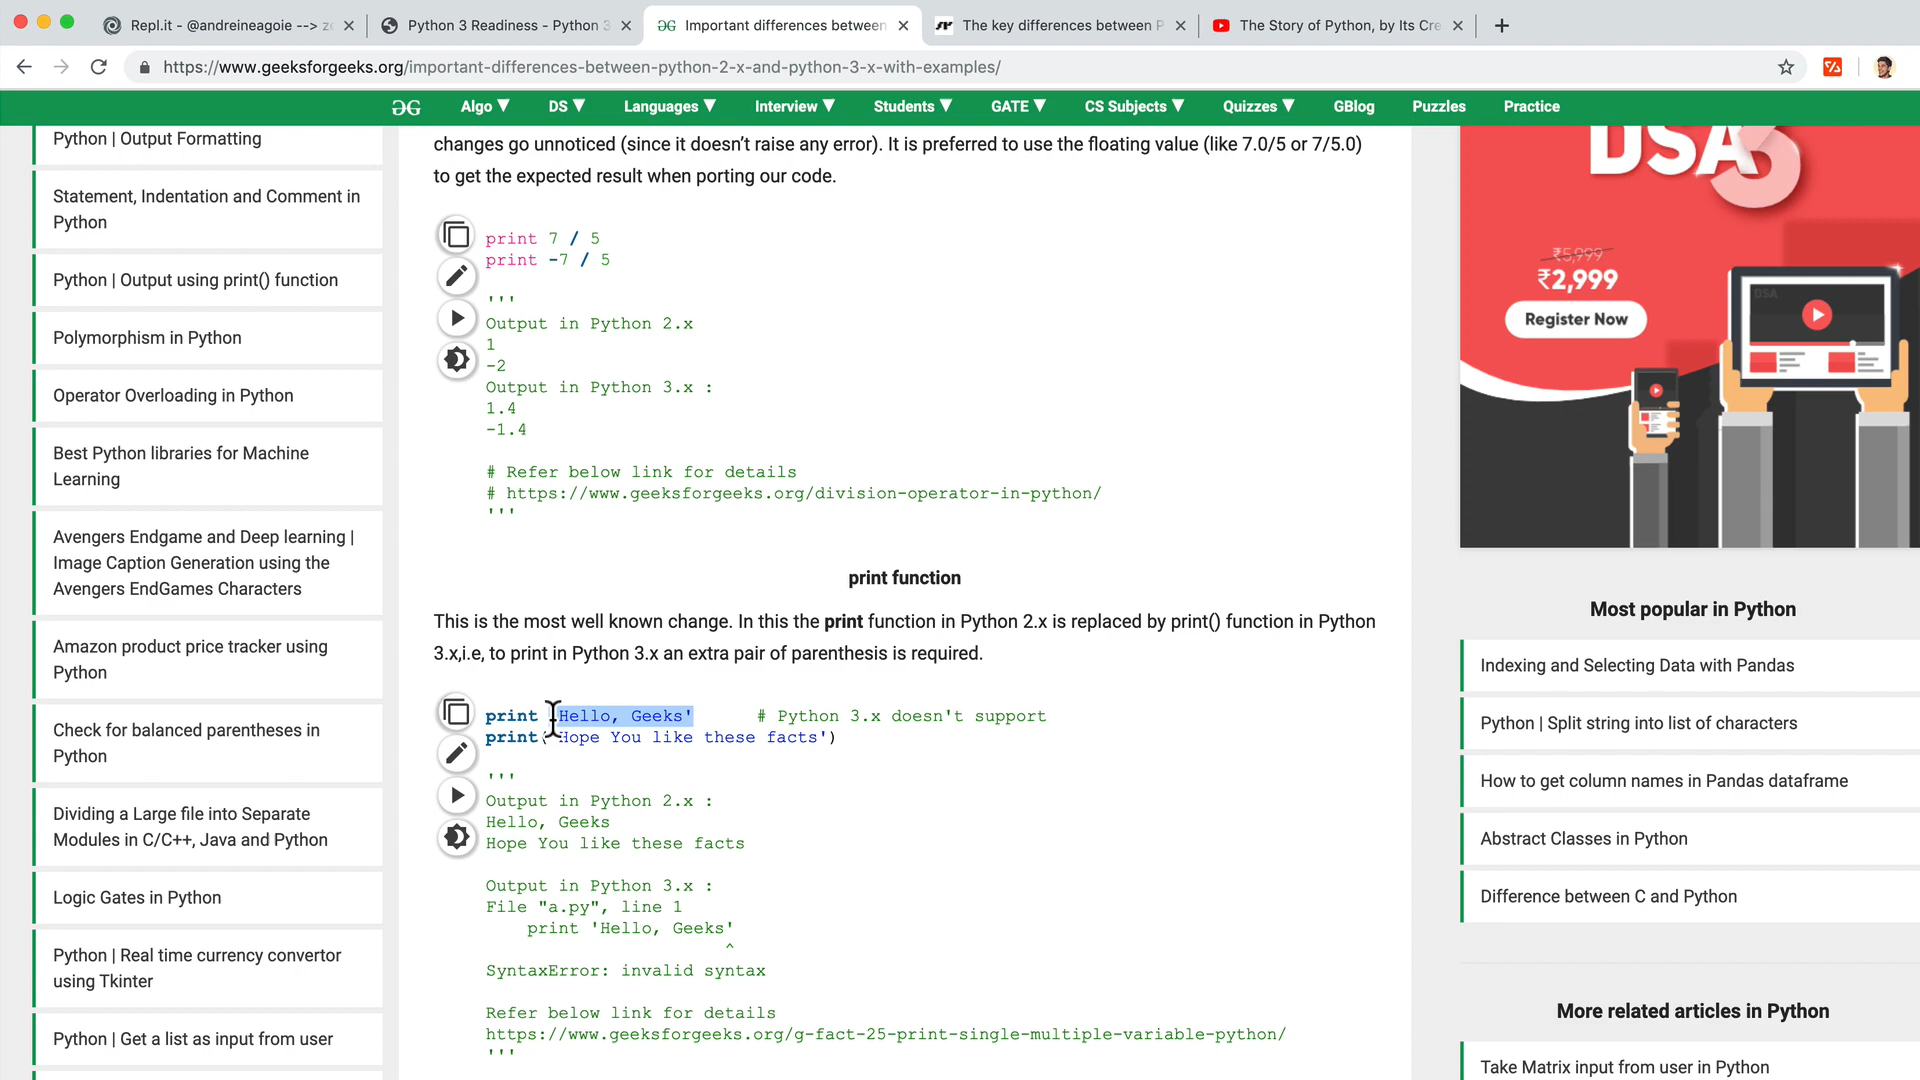 Repl.it - @andreineagoie --> z
Python 3 Readiness - Python 3
Important differences between
The key differences between P
The Story of Python, by Its Cre
https://www.geeksforgeeks.org/important-differences-between-python-2-x-and-python-3-x-with-examples/
Algo ▼ DS ▼ Languages ▼ Interview ▼ Students ▼ GATE ▼ CS Subjects ▼ Quizzes ▼ GBlog Puzzles Practice
Python | Output Formatting
Statement, Indentation and Comment in
Python
Python | Output using print() function
Polymorphism in Python
Operator Overloading in Python
Best Python libraries for Machine
Learning
Avengers Endgame and Deep learning |
Image Caption Generation using the
Avengers EndGames Characters
Amazon product price tracker using
Python
Check for balanced parentheses in
Python
Dividing a Large file into Separate
Modules in C/C++, Java and Python
Logic Gates in Python
Python | Real time currency convertor
using Tkinter
Python | Get a list as input from user
changes go unnoticed (since it doesn’t raise any error). It is preferred to use the floating value (like 7.0/5 or 7/5.0)
to get the expected result when porting our code.
print 7 / 5
print -7 / 5
'''
Output in Python 2.x
1
-2
Output in Python 3.x :
1.4
-1.4
# Refer below link for details
# https://www.geeksforgeeks.org/division-operator-in-python/
'''
print function
This is the most well known change. In this the print function in Python 2.x is replaced by print() function in Python
3.x,i.e, to print in Python 3.x an extra pair of parenthesis is required.
print 'Hello, Geeks' # Python 3.x doesn't support
print('Hope You like these facts')
'''
Output in Python 2.x :
Hello, Geeks
Hope You like these facts
Output in Python 3.x :
File "a.py", line 1
print 'Hello, Geeks'
^
SyntaxError: invalid syntax
Refer below link for details
https://www.geeksforgeeks.org/g-fact-25-print-single-multiple-variable-python/
'''
DSA
3
₹5,999
₹2,999
Register Now
DSA
Most popular in Python
Indexing and Selecting Data with Pandas
Python | Split string into list of characters
How to get column names in Pandas dataframe
Abstract Classes in Python
Difference between C and Python
More related articles in Python
Take Matrix input from user in Python